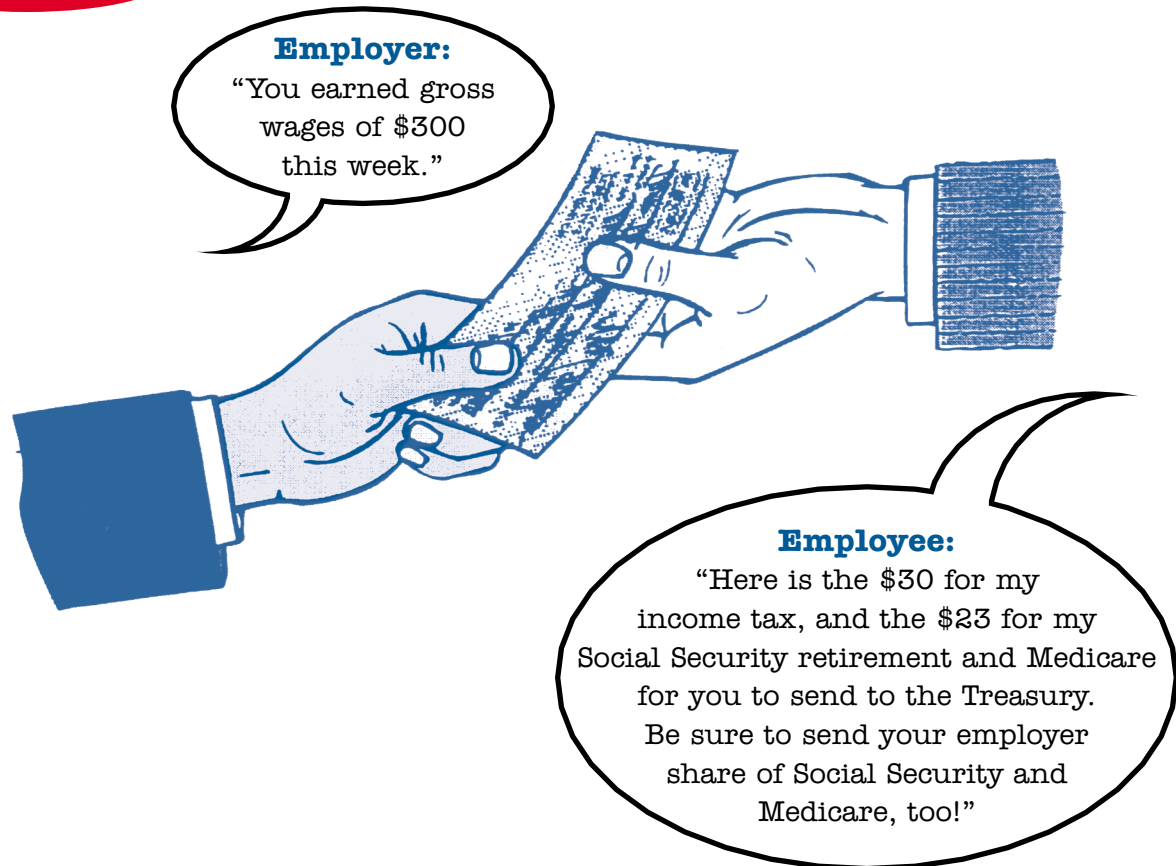 Employer:
“You earned gross
wages of $300
this week.”
Employee:
“Here is the $30 for my
income tax, and the $23 for my
Social Security retirement and Medicare
for you to send to the Treasury.
Be sure to send your employer
share of Social Security and
Medicare, too!”